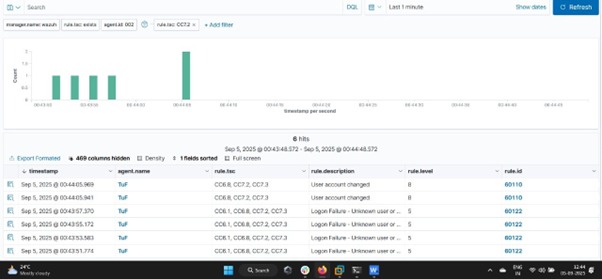 Search
DQL
Last 1 minute
Show dates
Refresh
manager.name: wazuh
rule.tsc: exists
agent.id: 002
rule.tsc: CC7.2 ×
+ Add filter
Count
2
1
0
00:43:50
00:43:55
00:44:00
00:44:05
00:44:10
00:44:15
00:44:20
00:44:25
00:44:30
00:44:35
00:44:40
00:44:45
timestamp per second
6 hits
Sep 5, 2025 @ 00:43:48.572 - Sep 5, 2025 @ 00:44:48.572
Export Formated
469 columns hidden
Density
1 fields sorted
Full screen
↓ timestamp
agent.name
rule.tsc
rule.description
rule.level
rule.id
Sep 5, 2025 @ 00:44:05.969 TuF CC6.8, CC7.2, CC7.3 User account changed 8 60110
Sep 5, 2025 @ 00:44:05.941 TuF CC6.8, CC7.2, CC7.3 User account changed 8 60110
Sep 5, 2025 @ 00:43:57.370 TuF CC6.1, CC6.8, CC7.2, CC7.3 Logon Failure - Unknown user or ... 5 60122
Sep 5, 2025 @ 00:43:55.172 TuF CC6.1, CC6.8, CC7.2, CC7.3 Logon Failure - Unknown user or ... 5 60122
Sep 5, 2025 @ 00:43:53.563 TuF CC6.1, CC6.8, CC7.2, CC7.3 Logon Failure - Unknown user or ... 5 60122
Sep 5, 2025 @ 00:43:51.774 TuF CC6.1, CC6.8, CC7.2, CC7.3 Logon Failure - Unknown user or ... 5 60122
24°C
Mostly cloudy
Search
ENG
IN
12:44
05-09-2025